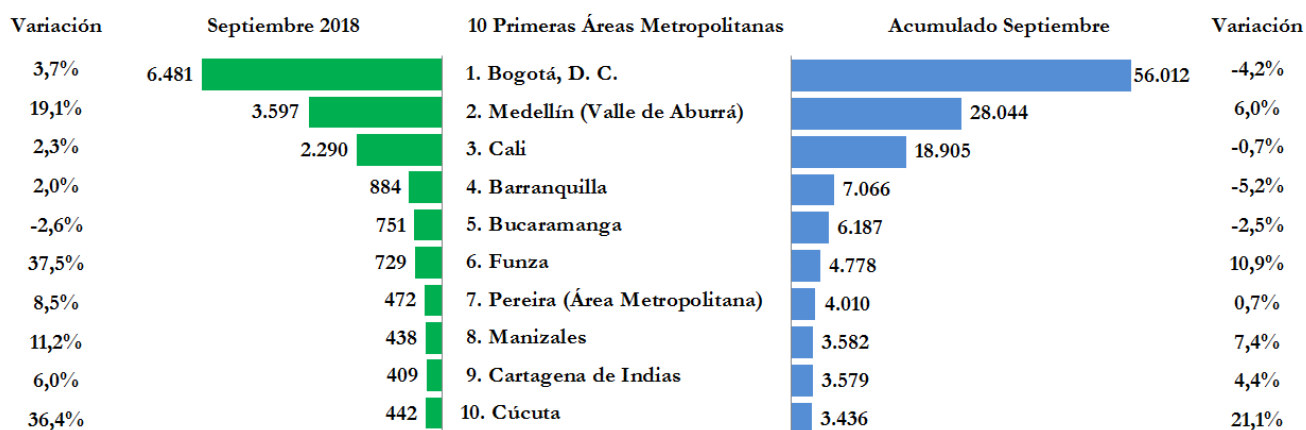 Variación Septiembre 2018 10 Primeras Áreas Metropolitanas Acumulado Septiembre Variación
3,7% 6.481 1. Bogotá, D. C. 56.012 -4,2%
19,1% 3.597 2. Medellín (Valle de Aburrá) 28.044 6,0%
2,3% 2.290 3. Cali 18.905 -0,7%
2,0% 884 4. Barranquilla 7.066 -5,2%
-2,6% 751 5. Bucaramanga 6.187 -2,5%
37,5% 729 6. Funza 4.778 10,9%
8,5% 472 7. Pereira (Área Metropolitana) 4.010 0,7%
11,2% 438 8. Manizales 3.582 7,4%
6,0% 409 9. Cartagena de Indias 3.579 4,4%
36,4% 442 10. Cúcuta 3.436 21,1%